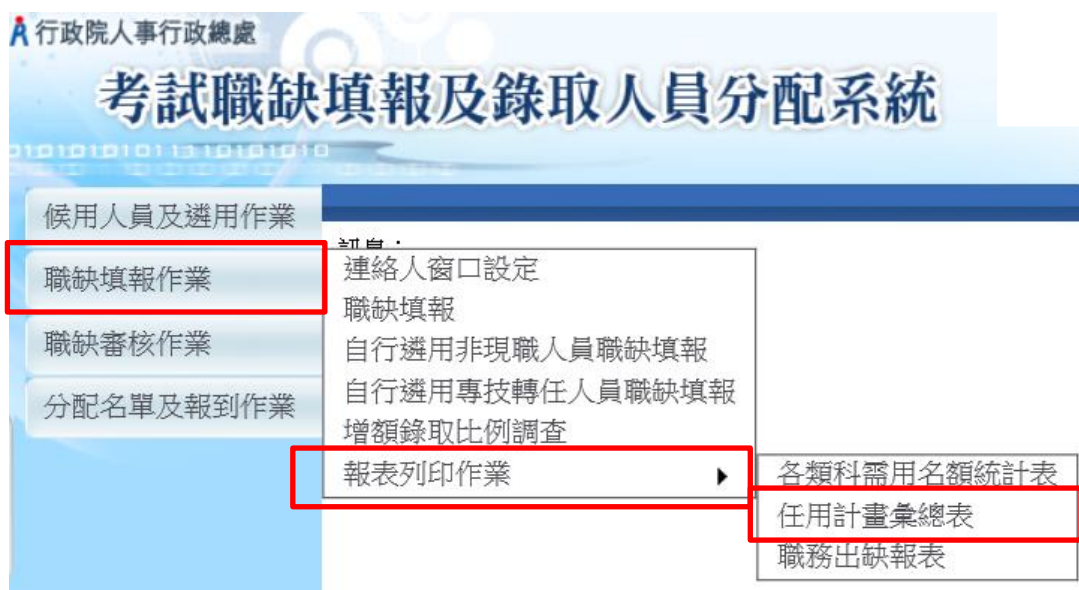 行政院人事行政總處
考試職缺填報及錄取人員分配系統
候用人員及遴用作業
職缺填報作業
職缺審核作業
分配名單及報到作業
訊息：
連絡人窗口設定
職缺填報
自行遴用非現職人員職缺填報
自行遴用專技轉任人員職缺填報
增額錄取比例調查
報表列印作業
各類科需用名額統計表
任用計畫彙總表
職務出缺報表